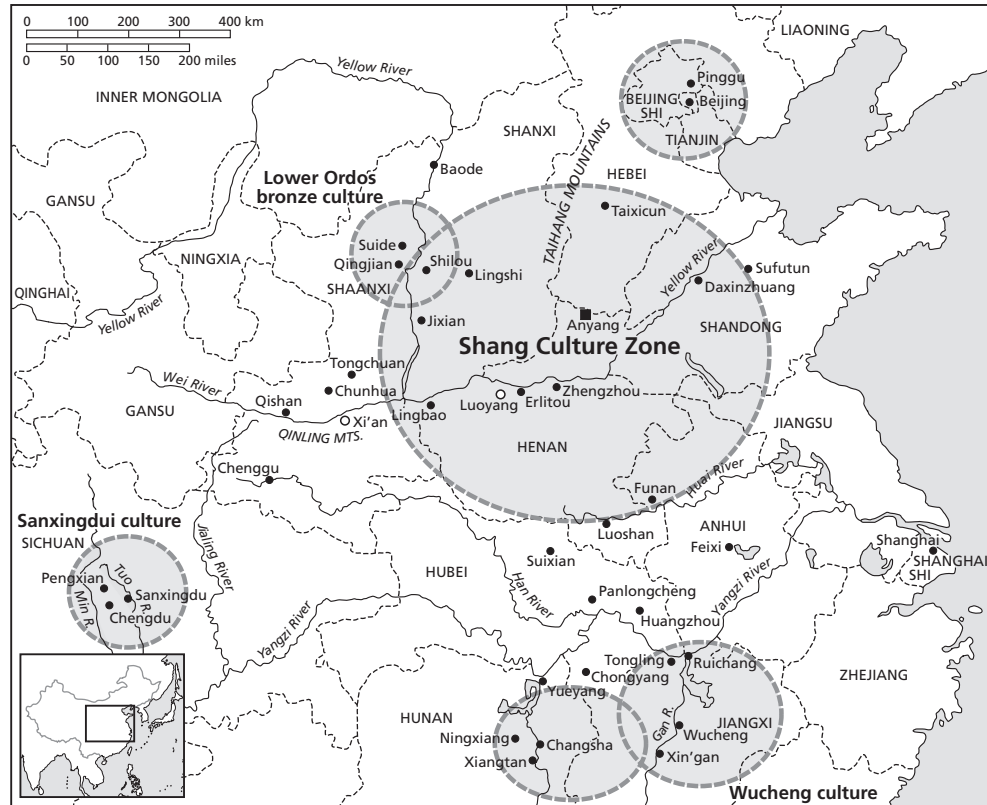 0 100 200 300 400 km
0 50 100 150 200 miles
LIAONING
Yellow River
Pinggu
INNER MONGOLIA
BEIJING
SHI
Beijing
SHANXI
TIANJIN
Baode
HEBEI
TAIHANG MOUNTAINS
Lower Ordos
bronze culture
GANSU
Taixicun
Suide
Qingjian
Shilou
Lingshi
NINGXIA
SHAANXI
Yellow River
Sufutun
Daxinzhuang
QINGHAI
Yellow River
Jixian
Anyang
SHANDONG
Shang Culture Zone
Tongchuan
Wei River
Chunhua
Zhengzhou
Luoyang
Erlitou
Qishan
Lingbao
GANSU
Xi'an
QINLING MTS.
JIANGSU
HENAN
Chenggu
Huai River
Funan
Sanxingdui culture
SICHUAN
Jialing River
Luoshan
ANHUI
Suixian
Feixi
Shanghai
SHANGHAI
SHI
Pengxian
Tuo R.
Sanxingdu
Min R.
Chengdu
HUBEI
Han River
Yangzi River
Panlongcheng
Huangzhou
Yangzi River
Tongling
Ruichang
Chongyang
Yueyang
ZHEJIANG
HUNAN
Gan R.
JIANGXI
Wucheng
Ningxiang
Changsha
Xiangtan
Xin'gan
Wucheng culture